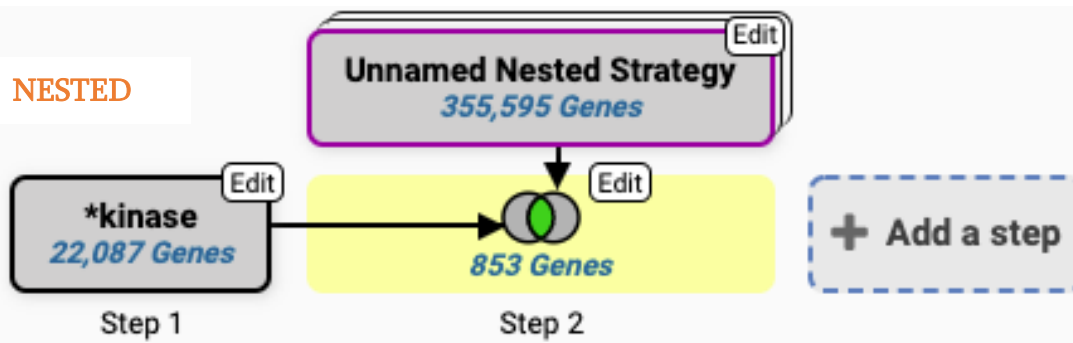 Edit
Unnamed Nested Strategy
355,595 Genes
NESTED
Edit
Edit
*kinase
22,087 Genes
853 Genes
+ Add a step
Step 1
Step 2